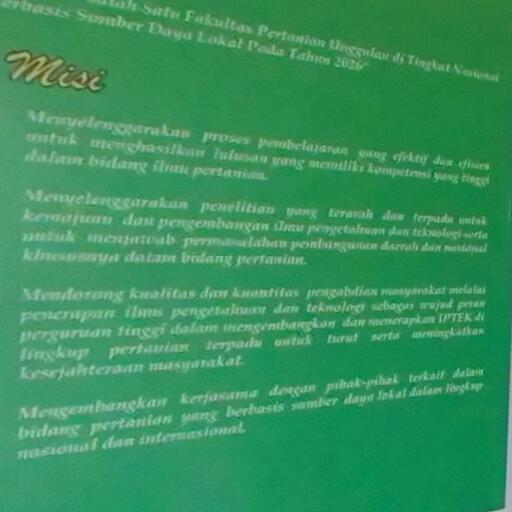 Satu Fakultas Pertanian Unggulan di Tingkat Nasional
erbasis Sumber Daya Lokal Pada Tahun 2026"
Misi
Menyelenggarakan proses pembelajaran yang efektif dan efisien
untuk menghasilkan lulusan yang memiliki kompetensi yang tinggi
dalam bidang ilmu pertanian.
Menyelenggarakan penelitian yang terarah dan terpadu untuk
kemajuan dan pengembangan ilmu pengetahuan dan teknologi serta
untuk menjawab permasalahan pembangunan daerah dan nasional
khususnya dalam bidang pertanian.
Mendorong kualitas dan kuantitas pengabdian masyarakat melalui
penerapan ilmu pengetahuan dan teknologi sebagai wujud peran
perguruan tinggi dalam mengembangkan dan menerapkan IPTEK di
lingkup pertanian terpadu untuk turut serta meningkatkan
kesejahteraan masyarakat.
Mengembangkan kerjasama dengan pihak-pihak terkait dalam
bidang pertanian yang berbasis sumber daya lokal dalam lingkup
nasional dan internasional.